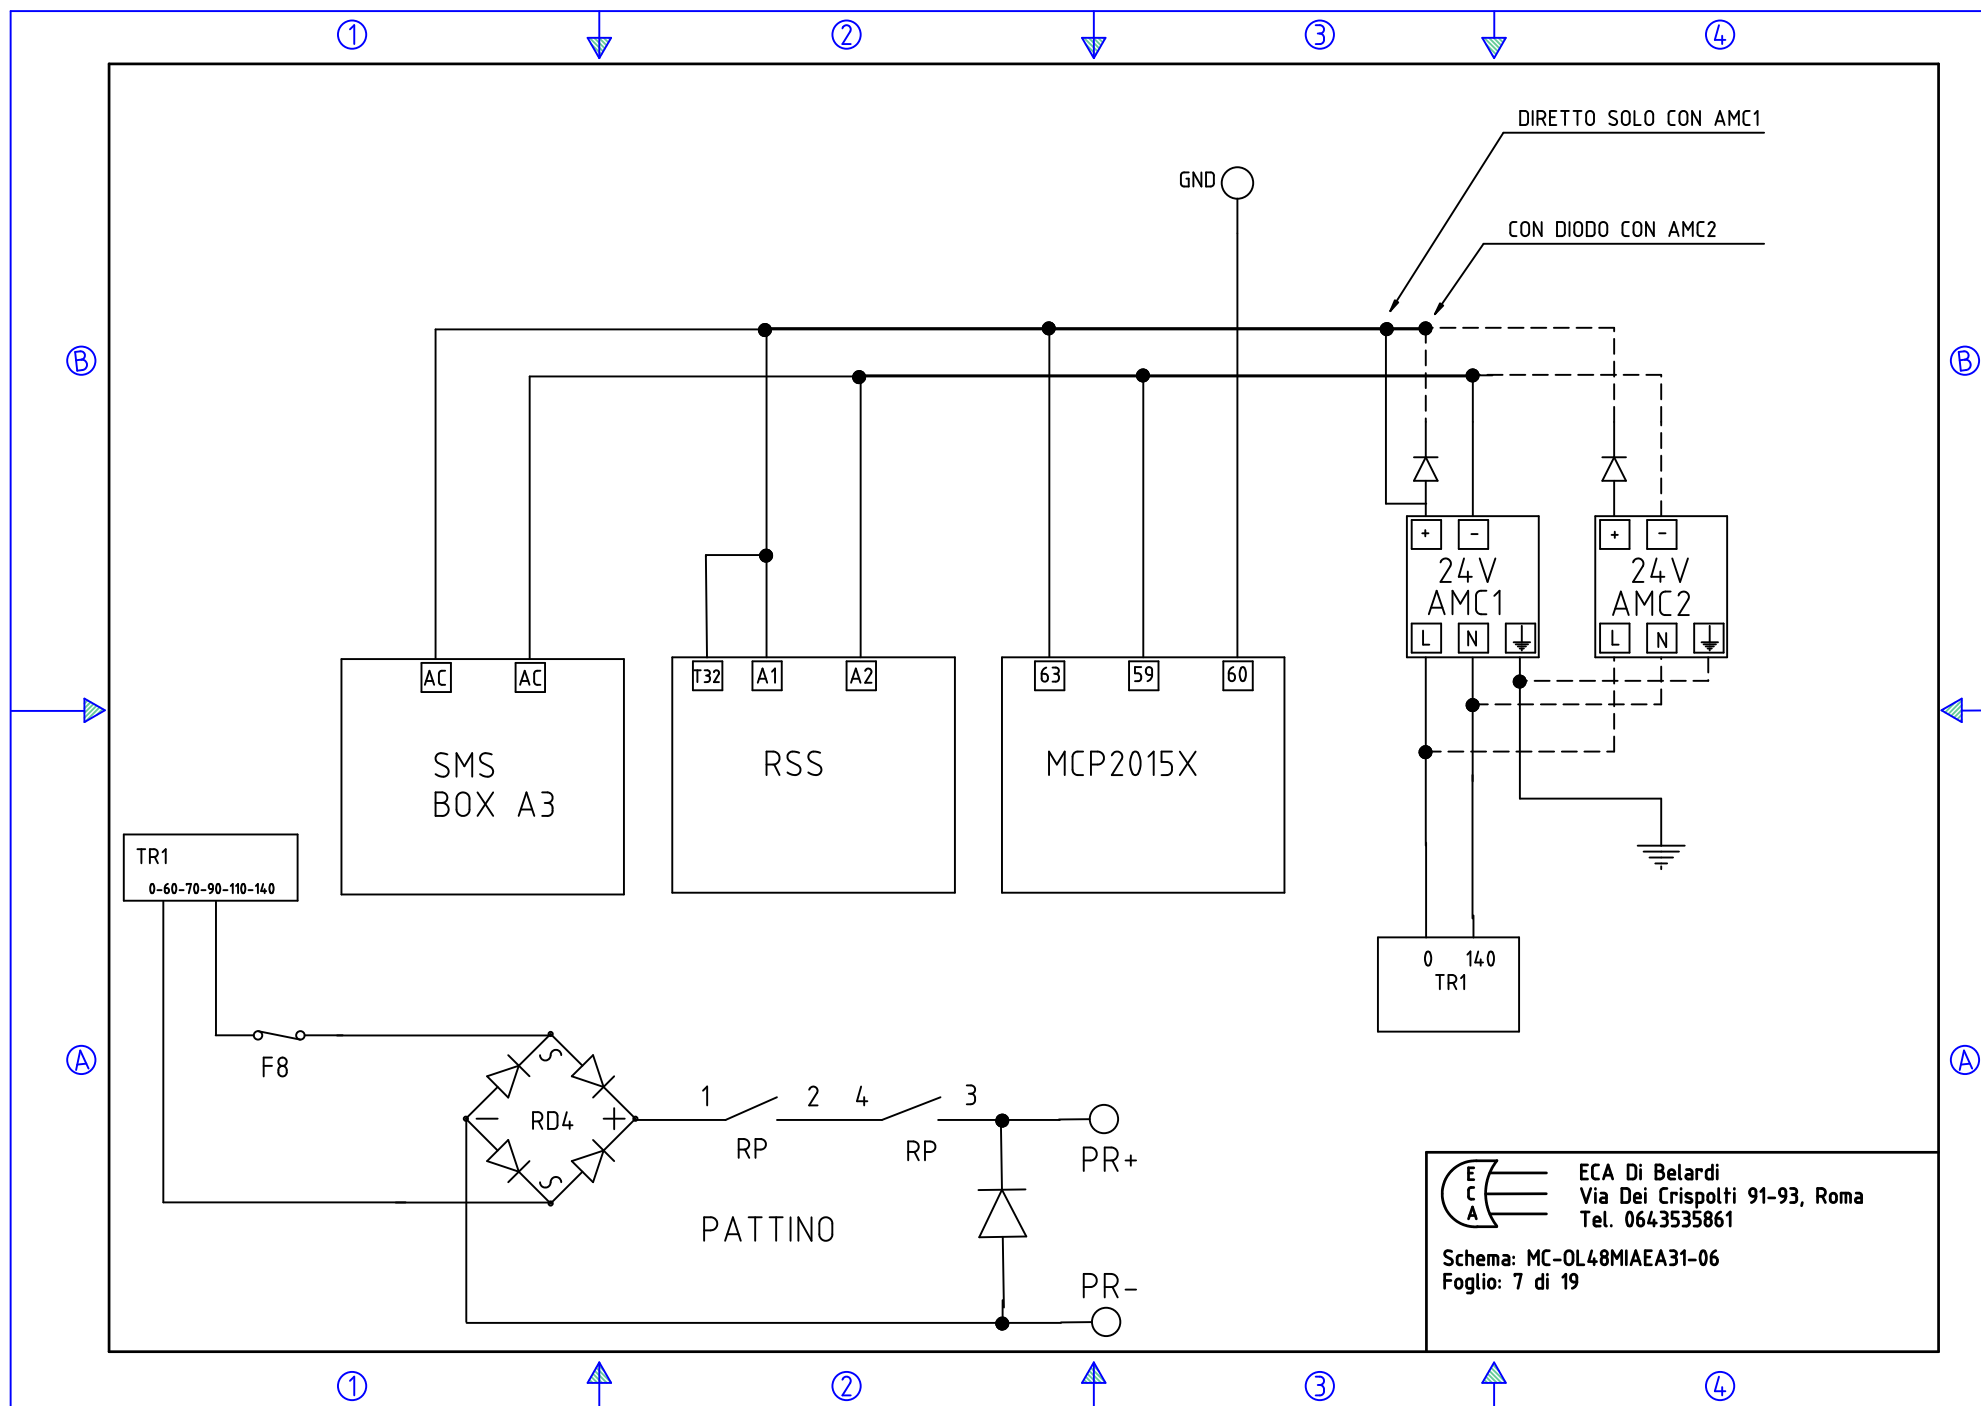 1 2 3 4
DIRETTO SOLO CON AMC1
GND
CON DIODO CON AMC2
B B
+ - + -
24V 24V
AMC1 AMC2
L N L N
AC AC T32 A1 A2 63 59 60
SMS
BOX A3
RSS
MCP2015X
TR1
0-60-70-90-110-140
0 140
TR1
A A
F8
S
- RD4 +
S
1 2 4 3
RP RP
PR+
PATTINO
PR-
E
C
A
ECA Di Belardi
Via Dei Crispolti 91-93, Roma
Tel. 0643535861
Schema: MC-OL48MIAEA31-06
Foglio: 7 di 19
1 2 3 4